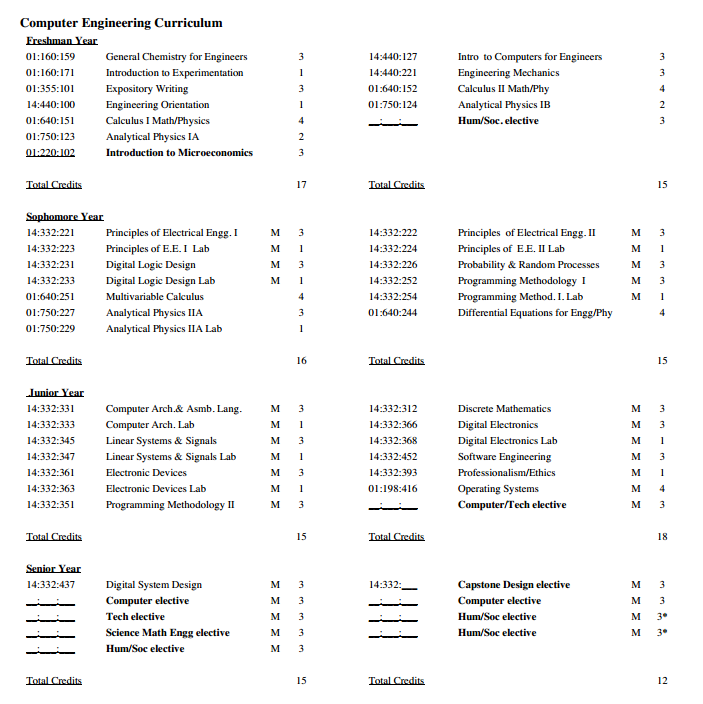 Computer Engineering Curriculum
Freshman Year
01:160:159 General Chemistry for Engineers 3 14:440:127 Intro to Computers for Engineers 3
01:160:171 Introduction to Experimentation 1 14:440:221 Engineering Mechanics 3
01:355:101 Expository Writing 3 01:640:152 Calculus II Math/Phy 4
14:440:100 Engineering Orientation 1 01:750:124 Analytical Physics IB 2
01:640:151 Calculus I Math/Physics 4 __:__:__ Hum/Soc. elective 3
01:750:123 Analytical Physics IA 2
01:220:102 Introduction to Microeconomics 3
Total Credits 17 Total Credits 15
Sophomore Year
14:332:221 Principles of Electrical Engg. I M 3 14:332:222 Principles of Electrical Engg. II M 3
14:332:223 Principles of E.E. I Lab M 1 14:332:224 Principles of E.E. II Lab M 1
14:332:231 Digital Logic Design M 3 14:332:226 Probability & Random Processes M 3
14:332:233 Digital Logic Design Lab M 1 14:332:252 Programming Methodology I M 3
01:640:251 Multivariable Calculus 4 14:332:254 Programming Method. I. Lab M 1
01:750:227 Analytical Physics IIA 3 01:640:244 Differential Equations for Engg/Phy 4
01:750:229 Analytical Physics IIA Lab 1
Total Credits 16 Total Credits 15
Junior Year
14:332:331 Computer Arch.& Asmb. Lang. M 3 14:332:312 Discrete Mathematics M 3
14:332:333 Computer Arch. Lab M 1 14:332:366 Digital Electronics M 3
14:332:345 Linear Systems & Signals M 3 14:332:368 Digital Electronics Lab M 1
14:332:347 Linear Systems & Signals Lab M 1 14:332:452 Software Engineering M 3
14:332:361 Electronic Devices M 3 14:332:393 Professionalism/Ethics M 1
14:332:363 Electronic Devices Lab M 1 01:198:416 Operating Systems M 4
14:332:351 Programming Methodology II M 3 __:__:__ Computer/Tech elective M 3
Total Credits 15 Total Credits 18
Senior Year
14:332:437 Digital System Design M 3 14:332:__ Capstone Design elective M 3
__:__:__ Computer elective M 3 __:__:__ Computer elective M 3
__:__:__ Tech elective M 3 __:__:__ Hum/Soc elective M 3*
__:__:__ Science Math Engg elective M 3 __:__:__ Hum/Soc elective M 3*
__:__:__ Hum/Soc elective M 3
Total Credits 15 Total Credits 12